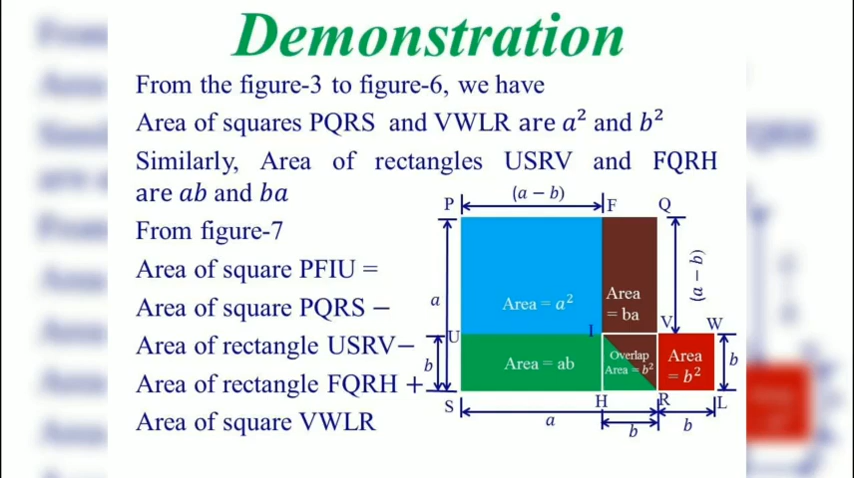 Demonstration
From the figure-3 to figure-6, we have
Area of squares PQRS and VWLR are a² and b²
Similarly, Area of rectangles USRV and FQRH
are ab and ba
From figure-7
Area of square PFIU =
Area of square PQRS −
Area of rectangle USRV−
Area of rectangle FQRH +
Area of square VWLR
(a − b)
P
F
Q
a
(a − b)
Area = a²
Area
= ba
U
I
V
W
b
Area = ab
Overlap
Area = b²
Area
= b²
b
S
H
R
L
a
b
b